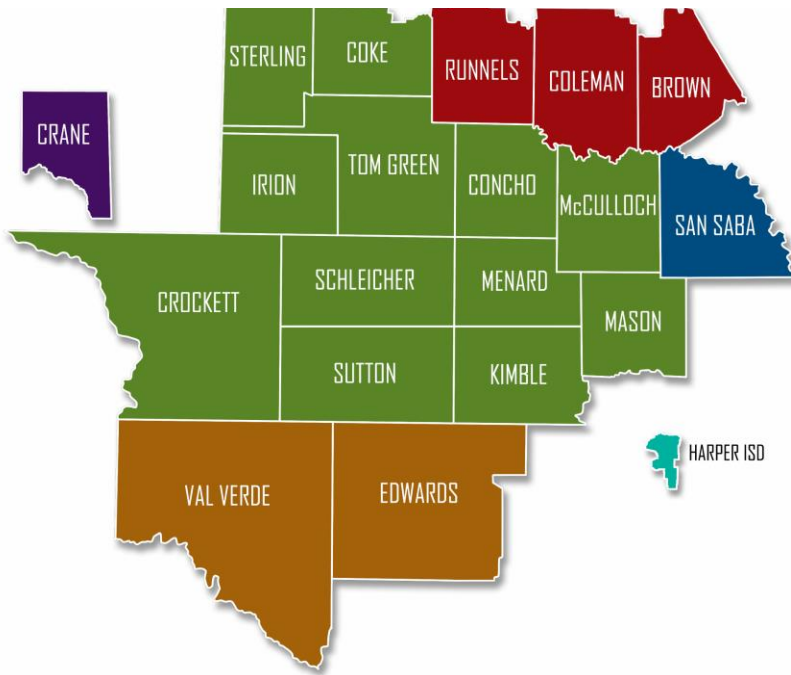 STERLING
COKE
RUNNELS
COLEMAN
BROWN
CRANE
IRION
TOM GREEN
CONCHO
McCULLOCH
SAN SABA
CROCKETT
SCHLEICHER
MENARD
MASON
SUTTON
KIMBLE
HARPER ISD
VAL VERDE
EDWARDS